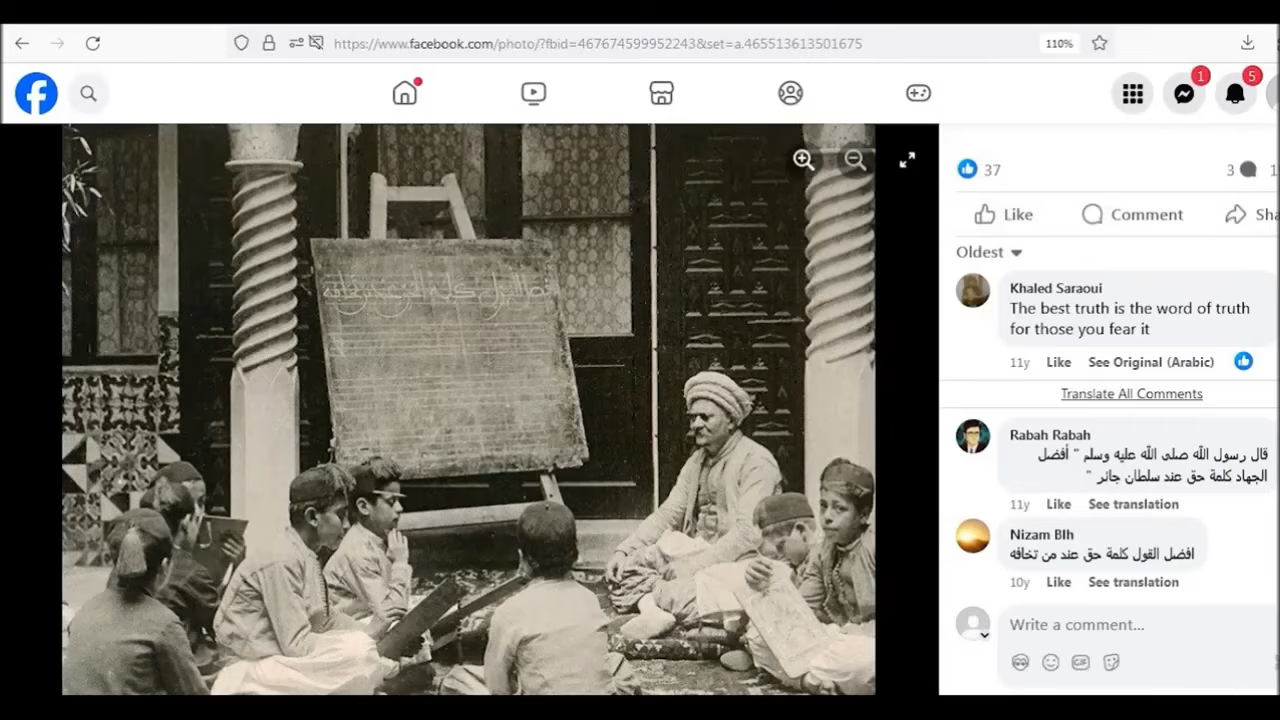 https://www.facebook.com/photo/?fbid=467674599952243&set=a.465513613501675
110%
1
5
37
3
1
Like
Comment
Sha
Oldest
Khaled Saraoui
The best truth is the word of truth
for those you fear it
11y Like See Original (Arabic)
Translate All Comments
Rabah Rabah
قال رسول الله صلى الله عليه وسلم " أفضل
الجهاد كلمة حق عند سلطان جائر "
11y Like See translation
Nizam Blh
افضل القول كلمة حق عند من تخافه
10y Like See translation
Write a comment...
GIF